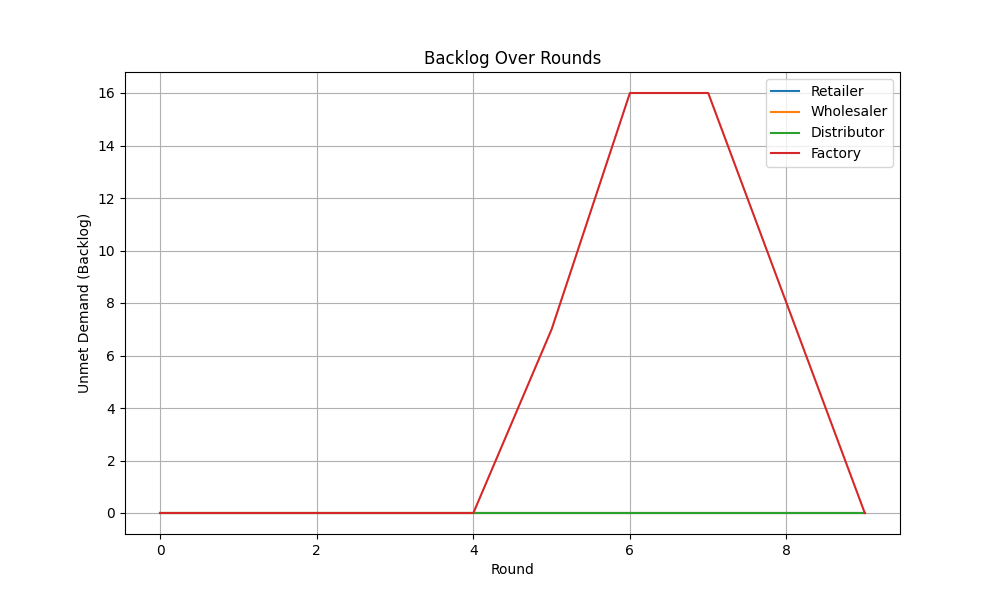 Backlog Over Rounds
Unmet Demand (Backlog)
16
14
12
10
8
6
4
2
0
0 2 4 6 8
Round
Retailer
Wholesaler
Distributor
Factory